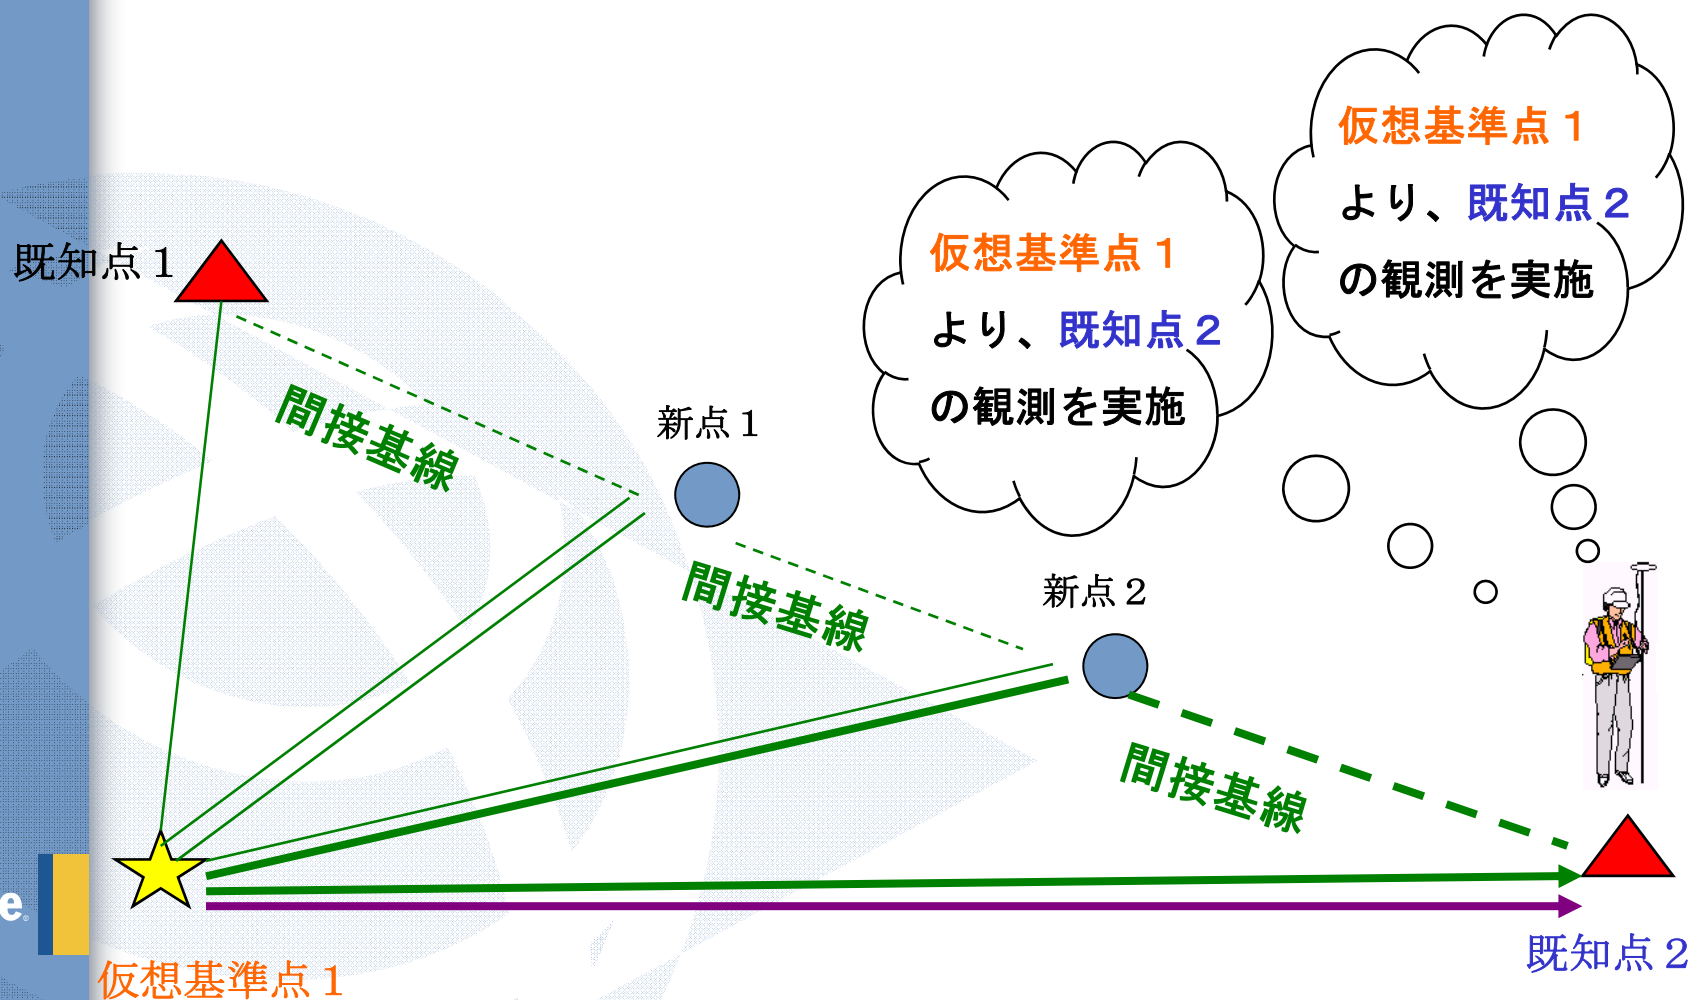 仮想基準点１
より、既知点２
の観測を実施
仮想基準点１
より、既知点２
の観測を実施
既知点１
間接基線
新点１
間接基線
新点２
間接基線
既知点２
e.
仮想基準点１